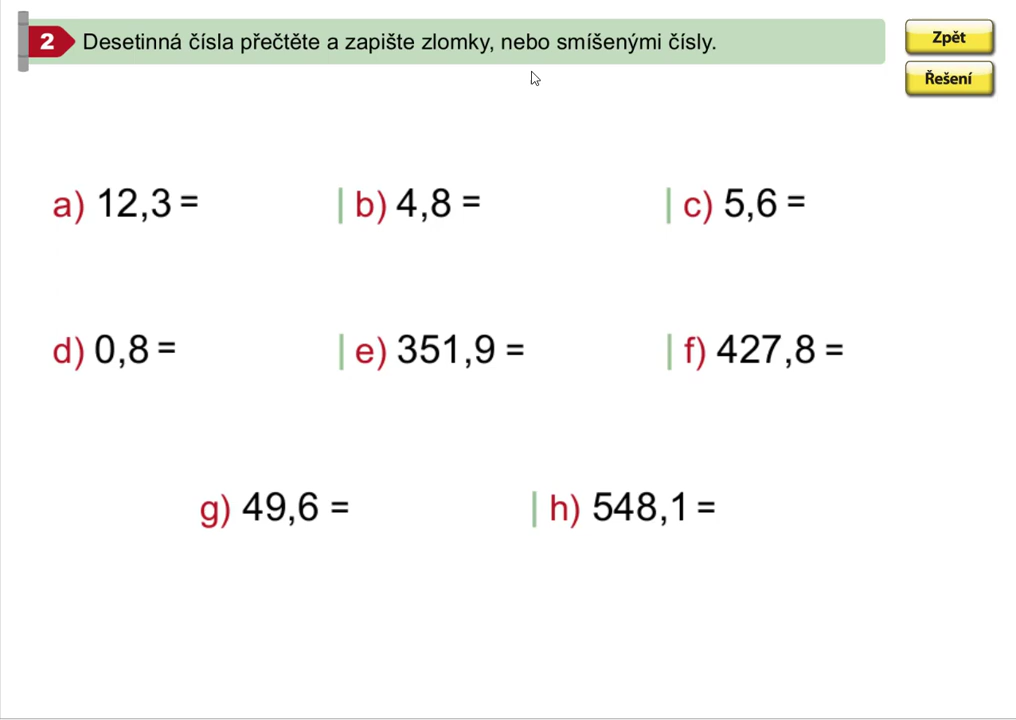 2 Desetinná čísla přečtěte a zapište zlomky, nebo smíšenými čísly.
Zpět
Řešení
a) 12,3 = | b) 4,8 = | c) 5,6 =
d) 0,8 = | e) 351,9 = | f) 427,8 =
g) 49,6 = | h) 548,1 =